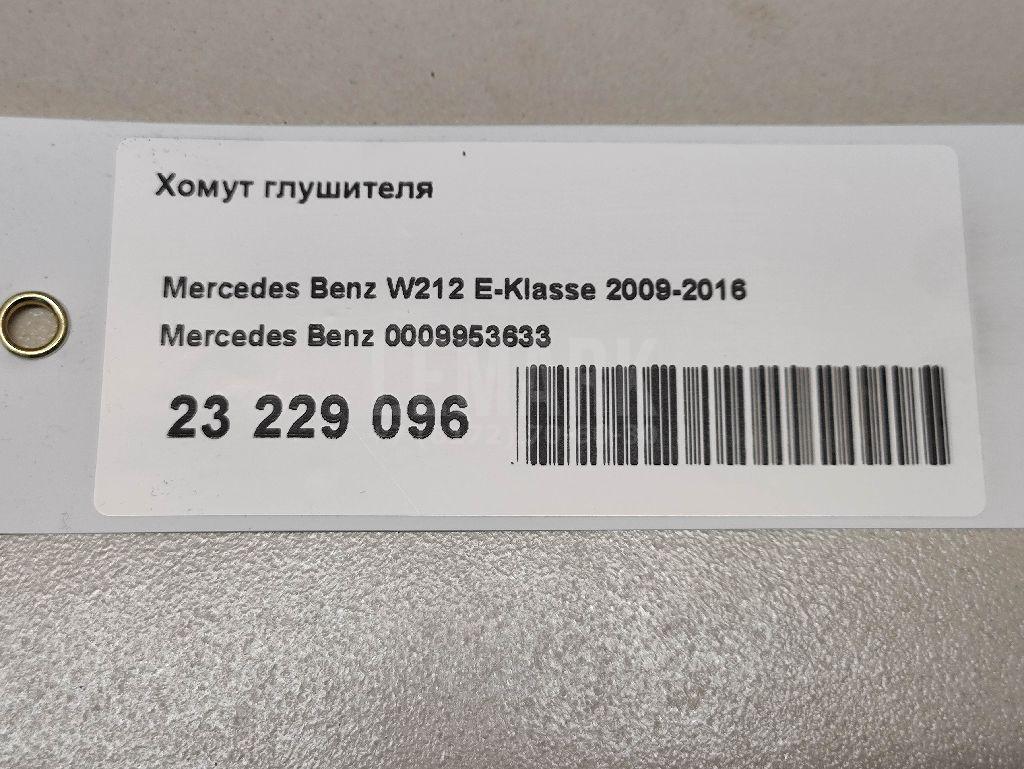 Хомут глушителя
Mercedes Benz W212 E-Klasse 2009-2016
Mercedes Benz 0009953633
23 229 096